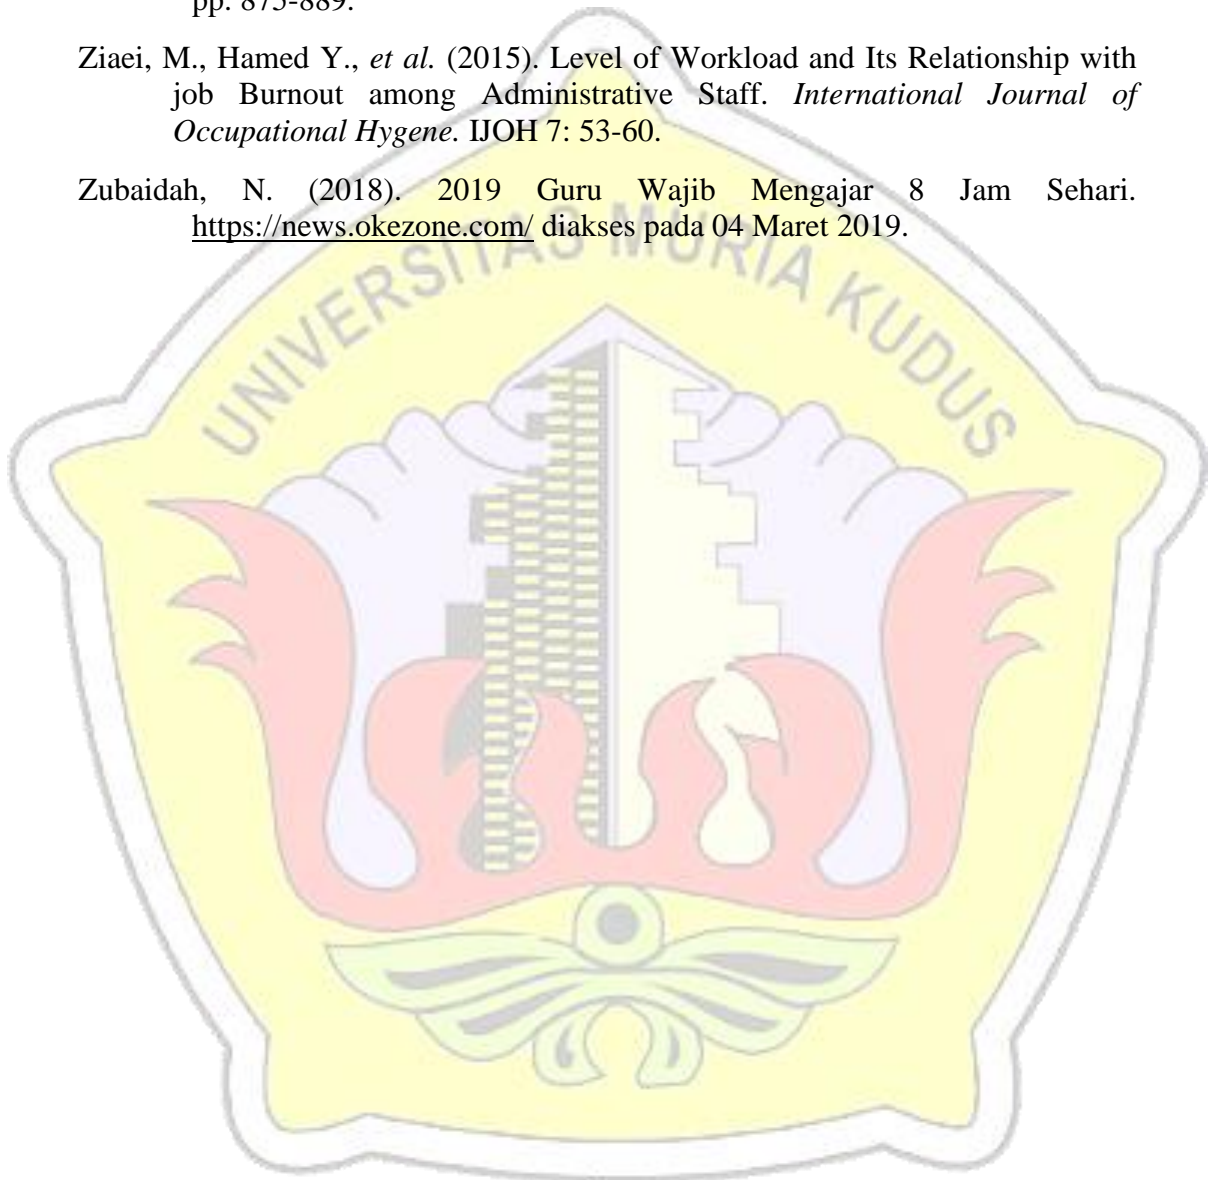 pp. 875-889.
Ziaei, M., Hamed Y., et al. (2015). Level of Workload and Its Relationship with
job Burnout among Administrative Staff. International Journal of
Occupational Hygene. IJOH 7: 53-60.
Zubaidah, N. (2018). 2019 Guru Wajib Mengajar 8 Jam Sehari.
https://news.okezone.com/ diakses pada 04 Maret 2019.
UNIVERSITAS MURIA KUDUS